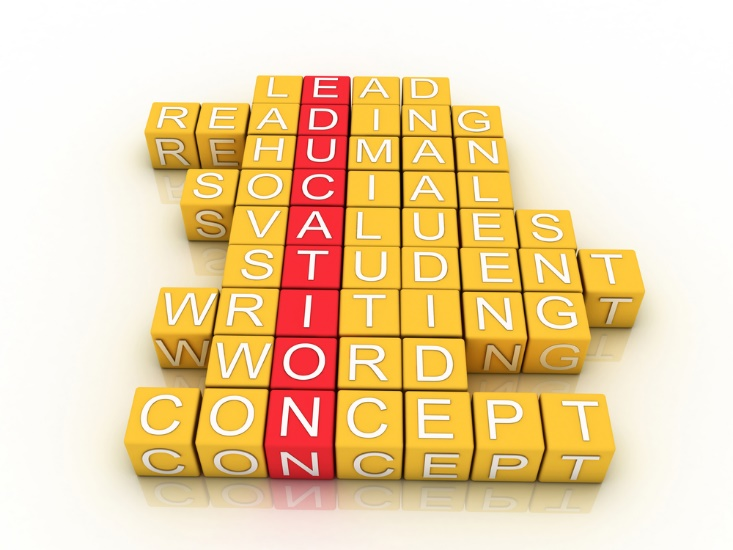 LEAD
READING
HUMAN
SOCIAL
VALUES
STUDENT
WRITING
WORD
CONCEPT